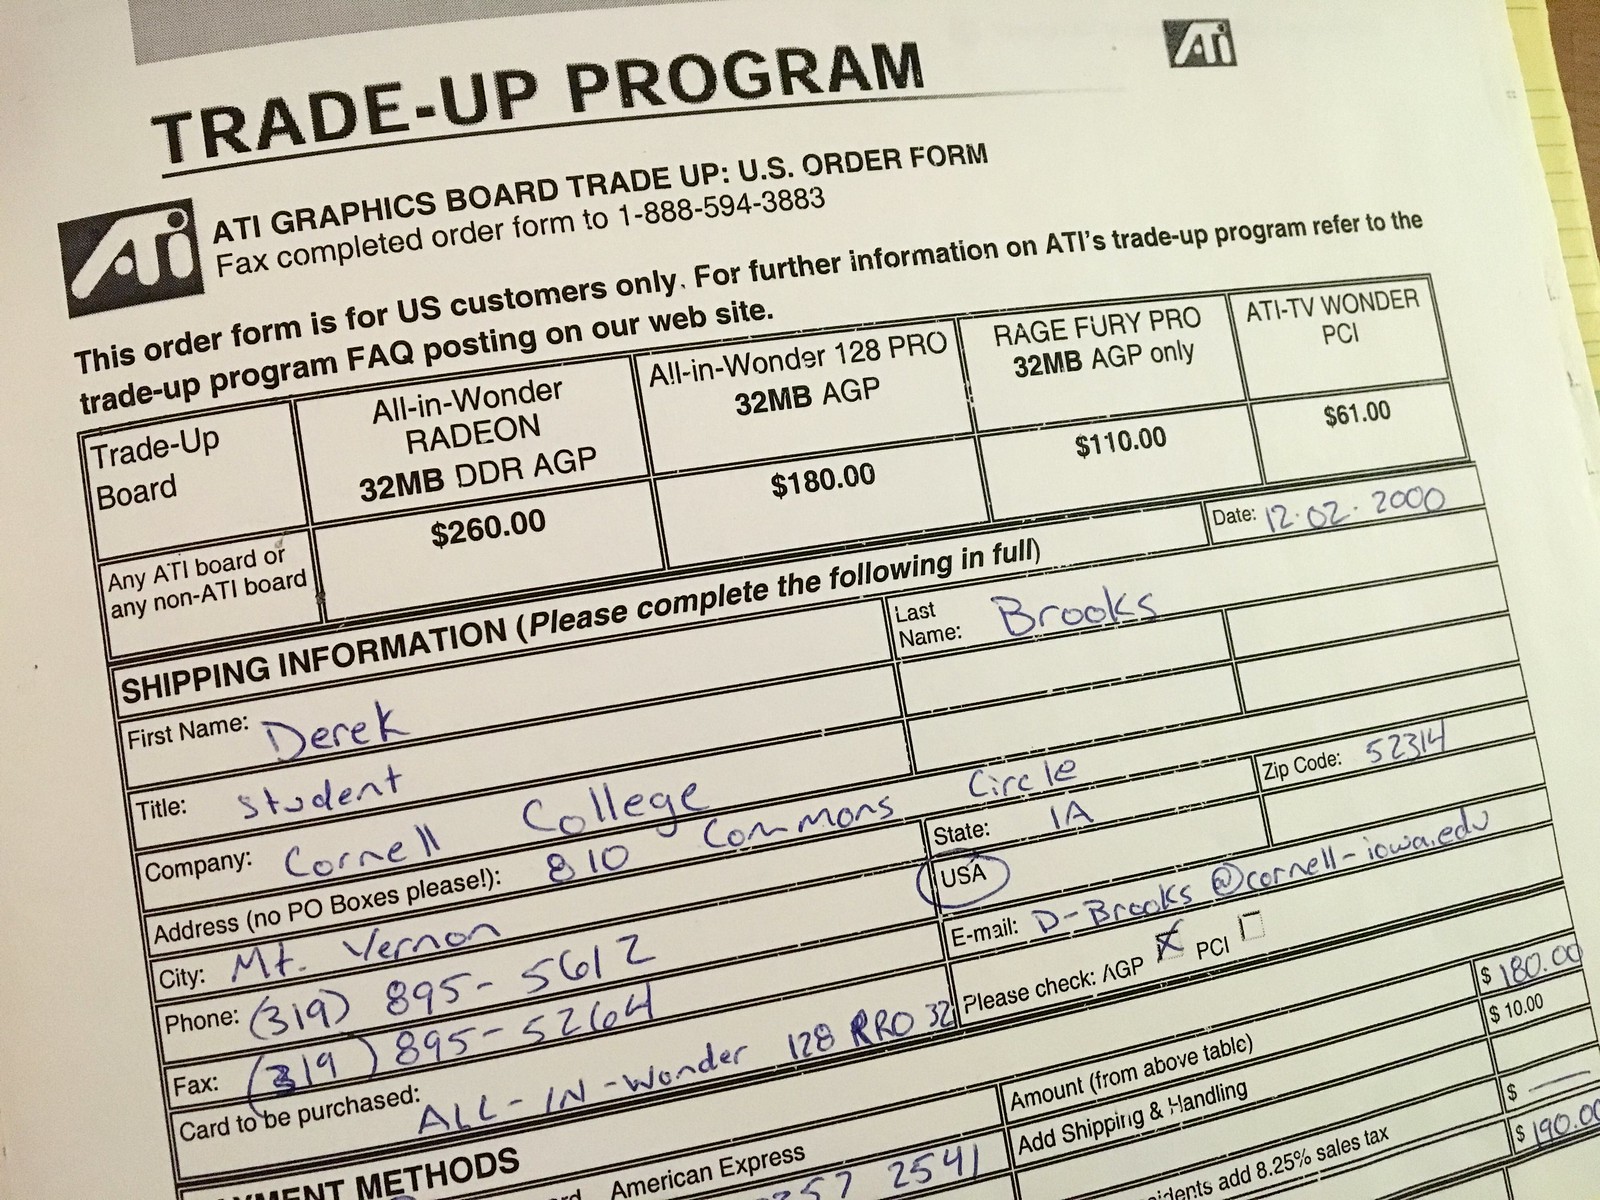 ATi
TRADE-UP PROGRAM
ATi
ATI GRAPHICS BOARD TRADE UP: U.S. ORDER FORM
Fax completed order form to 1-888-594-3883
This order form is for US customers only. For further information on ATI's trade-up program refer to the
trade-up program FAQ posting on our web site.
Trade-Up Board
All-in-Wonder RADEON 32MB DDR AGP
All-in-Wonder 128 PRO 32MB AGP
RAGE FURY PRO 32MB AGP only
ATI-TV WONDER PCI
Any ATI board or any non-ATI board
$260.00
$180.00
$110.00
$61.00
Date: 12.02.2000
SHIPPING INFORMATION (Please complete the following in full)
First Name: Derek
Last Name: Brooks
Title: Student
Company: Cornell College
Address (no PO Boxes please!): 810 Commons Circle
City: Mt. Vernon
State: IA
Zip Code: 52314
Phone: (319) 895-5612
USA
Fax: (319) 895-5264
E-mail: D-Brooks@cornell-iowa.edu
Card to be purchased: ALL-IN-Wonder 128 PRO 32
Please check: AGP X PCI
Amount (from above table) $ 180.00
Add Shipping & Handling $ 10.00
add 8.25% sales tax $ —
$ 190.00
METHODS
American Express
2541